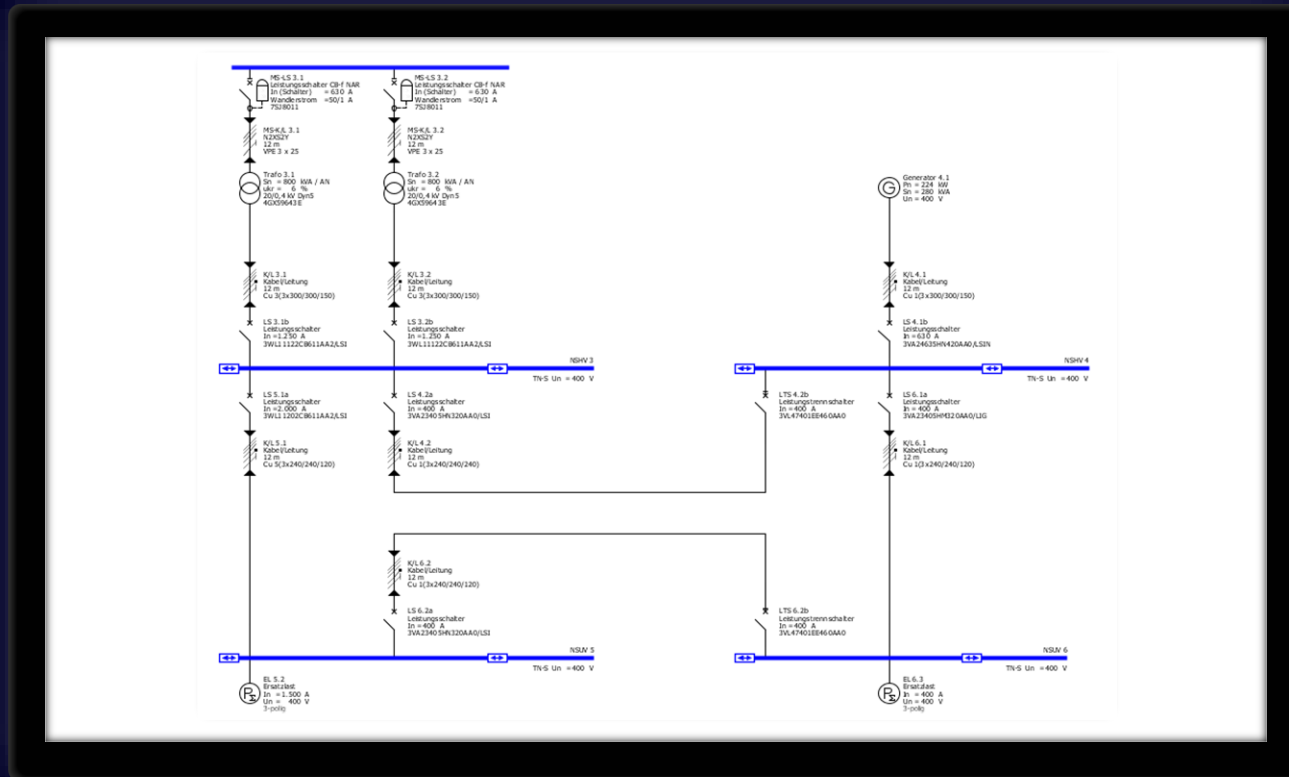 MS-LS 3.1
Leistungsschalter CB-f NAR
In (Schalter) = 630 A
Wandlerstrom =50/1 A
7SJ8011
MS-LS 3.2
Leistungsschalter CB-f NAR
In (Schalter) = 630 A
Wandlerstrom =50/1 A
7SJ8011
MS-K/L 3.1
N2XS2Y
12 m
VPE 3 x 25
MS-K/L 3.2
N2XS2Y
12 m
VPE 3 x 25
Trafo 3.1
Sn = 800 kVA / AN
ukr = 6 %
20/0,4 kV Dyn5
4GX59643E
Trafo 3.2
Sn = 800 kVA / AN
ukr = 6 %
20/0,4 kV Dyn5
4GX59643E
G
Generator 4.1
Pn = 224 kW
Sn = 280 kVA
Un = 400 V
K/L 3.1
Kabel/Leitung
12 m
Cu 3(3x300/300/150)
K/L 3.2
Kabel/Leitung
12 m
Cu 3(3x300/300/150)
K/L 4.1
Kabel/Leitung
12 m
Cu 1(3x300/300/150)
LS 3.1b
Leistungsschalter
In =1.250 A
3WL11122CB611AA2/LSI
LS 3.2b
Leistungsschalter
In =1.250 A
3WL11122CB611AA2/LSI
LS 4.1b
Leistungsschalter
In = 630 A
3VA24635HN420AA0/LSIN
NSHV 3
TN-S Un = 400 V
NSHV 4
TN-S Un = 400 V
LS 5.1a
Leistungsschalter
In =2.000 A
3WL11202CB611AA2/LSI
LS 4.2a
Leistungsschalter
In = 400 A
3VA23405HN320AA0/LSI
LTS 4.2b
Leistungstrennschalter
In = 400 A
3VL47401EE460AA0
LS 6.1a
Leistungsschalter
In = 400 A
3VA23405HM320AA0/LIG
K/L 5.1
Kabel/Leitung
12 m
Cu 5(3x240/240/120)
K/L 4.2
Kabel/Leitung
12 m
Cu 1(3x240/240/240)
K/L 6.1
Kabel/Leitung
12 m
Cu 1(3x240/240/120)
K/L 6.2
Kabel/Leitung
12 m
Cu 1(3x240/240/120)
LS 6.2a
Leistungsschalter
In = 400 A
3VA23405HN320AA0/LSI
LTS 6.2b
Leistungstrennschalter
In = 400 A
3VL47401EE460AA0
NSUV 5
TN-S Un = 400 V
NSUV 6
TN-S Un = 400 V
PΣ
EL 5.2
Ersatzlast
In =1.500 A
Un = 400 V
3-polig
PΣ
EL 6.3
Ersatzlast
In = 400 A
Un = 400 V
3-polig